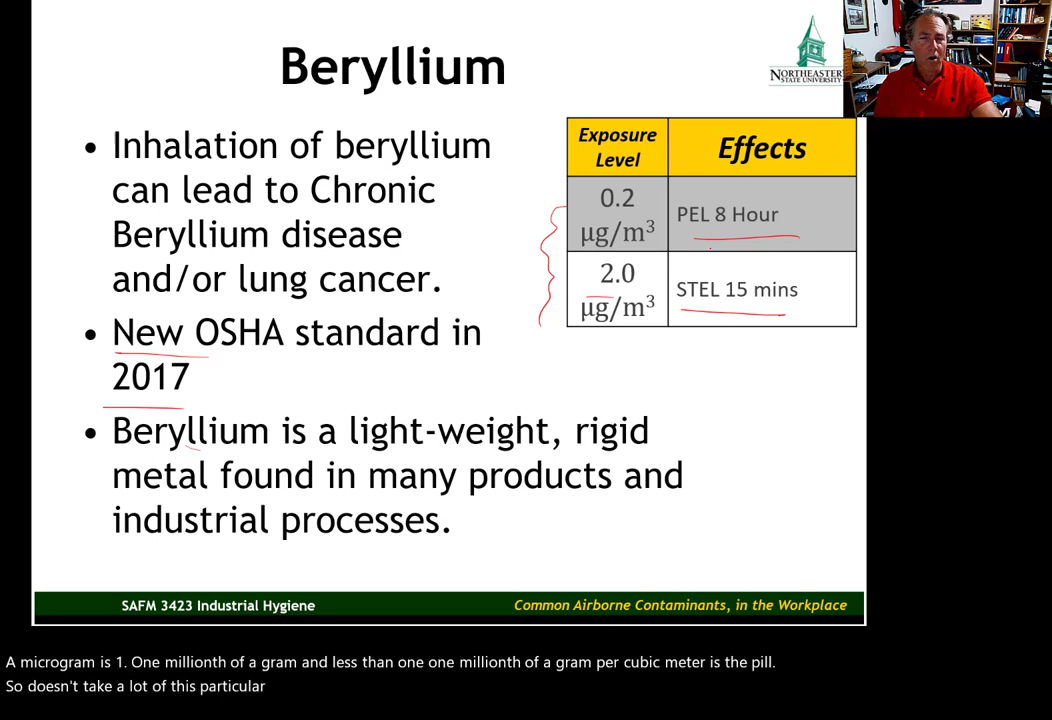 Beryllium
NORTHEASTER
STATE UNIVERSITY
• Inhalation of beryllium
can lead to Chronic
Beryllium disease
and/or lung cancer.
• New OSHA standard in
2017
• Beryllium is a light-weight, rigid
metal found in many products and
industrial processes.
Exposure
Level
Effects
0.2
µg/m³
PEL 8 Hour
2.0
µg/m³
STEL 15 mins
SAFM 3423 Industrial Hygiene
Common Airborne Contaminants, in the Workplace
A microgram is 1. One millionth of a gram and less than one one millionth of a gram per cubic meter is the pill.
So doesn't take a lot of this particular